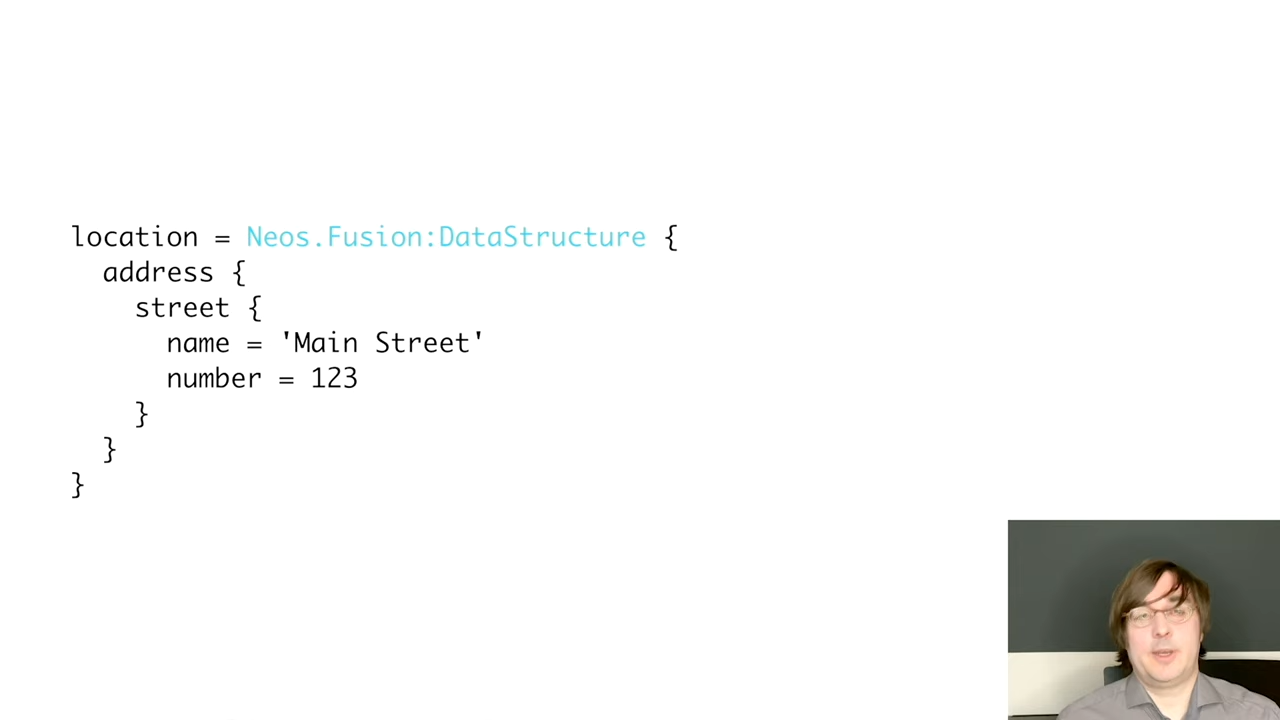 location = Neos.Fusion:DataStructure {
  address {
    street {
      name = 'Main Street'
      number = 123
    }
  }
}